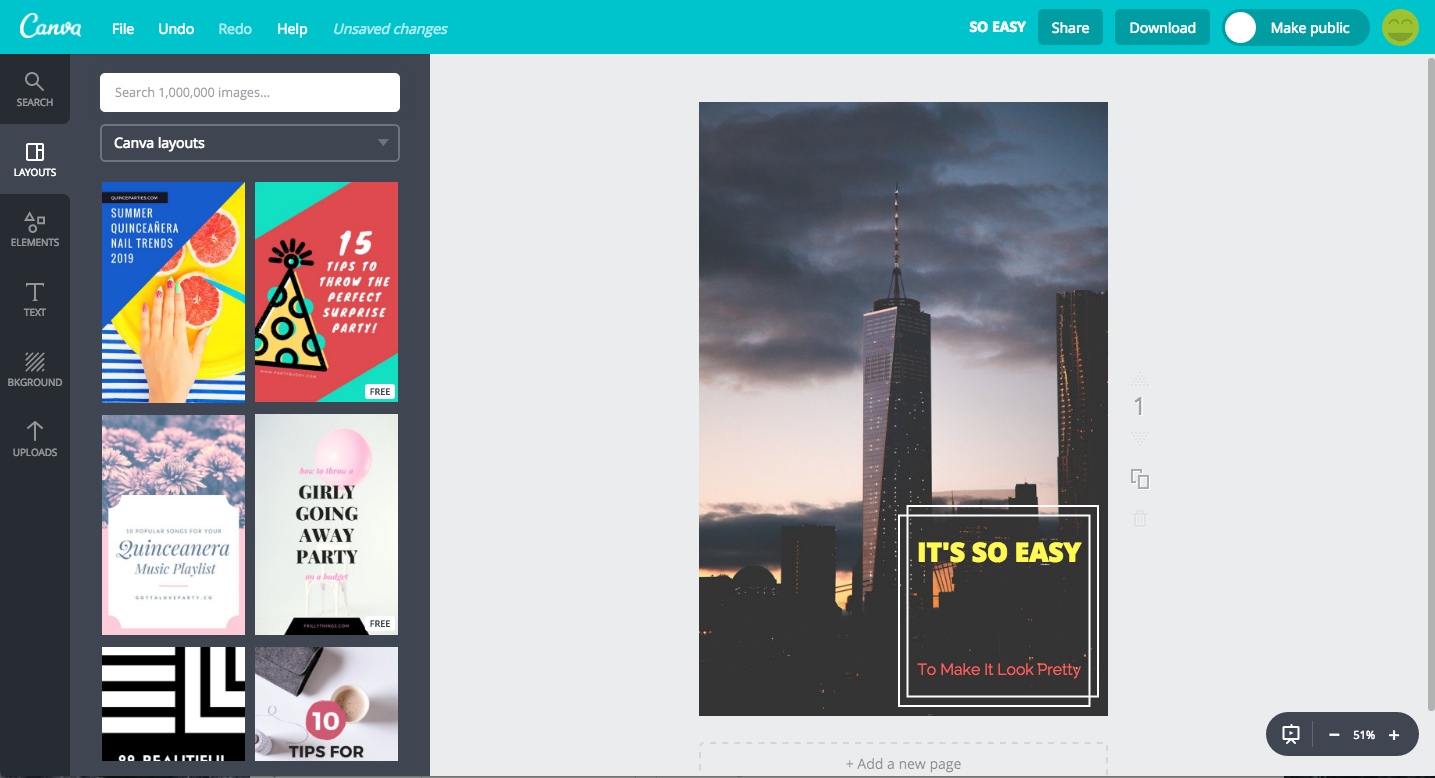 Canva
File
Undo
Redo
Help
Unsaved changes
SO EASY
Share
Download
Make public
SEARCH
LAYOUTS
ELEMENTS
TEXT
BKGROUND
UPLOADS
Search 1,000,000 images...
Canva layouts
QUINCEPARTIES.COM
SUMMER
QUINCEAÑERA
NAIL TRENDS
2019
15
TIPS TO
THROW THE
PERFECT
SURPRISE
PARTY!
FREE
10 POPULAR SONGS FOR YOUR
Quinceanera
Music Playlist
GOTTALOVEPARTY.CO
how to throw a
GIRLY
GOING
AWAY
PARTY
on a budget
FRILLYTHINGS.COM
FREE
10
TIPS FOR
IT'S SO EASY
To Make It Look Pretty
1
+ Add a new page
51%